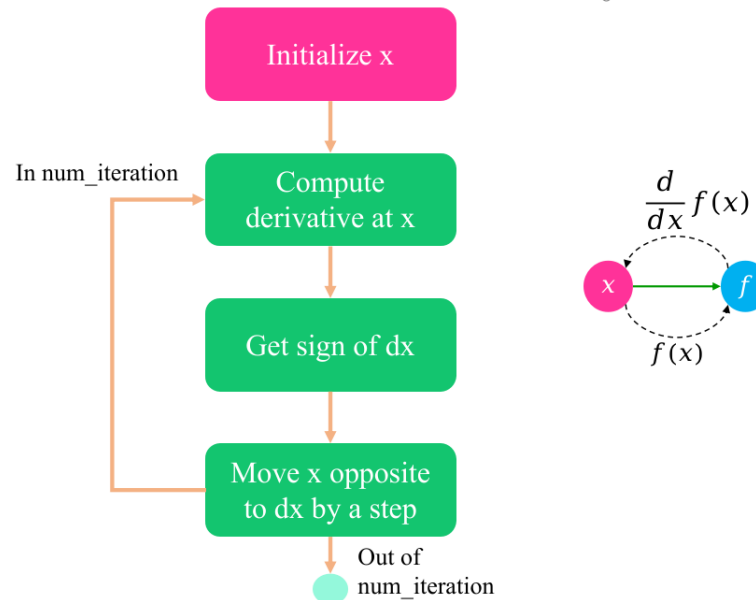 Initialize x
In num_iteration
Compute
derivative at x
Get sign of dx
Move x opposite
to dx by a step
Out of
num_iteration
d
dx f(x)
x
f
f(x)